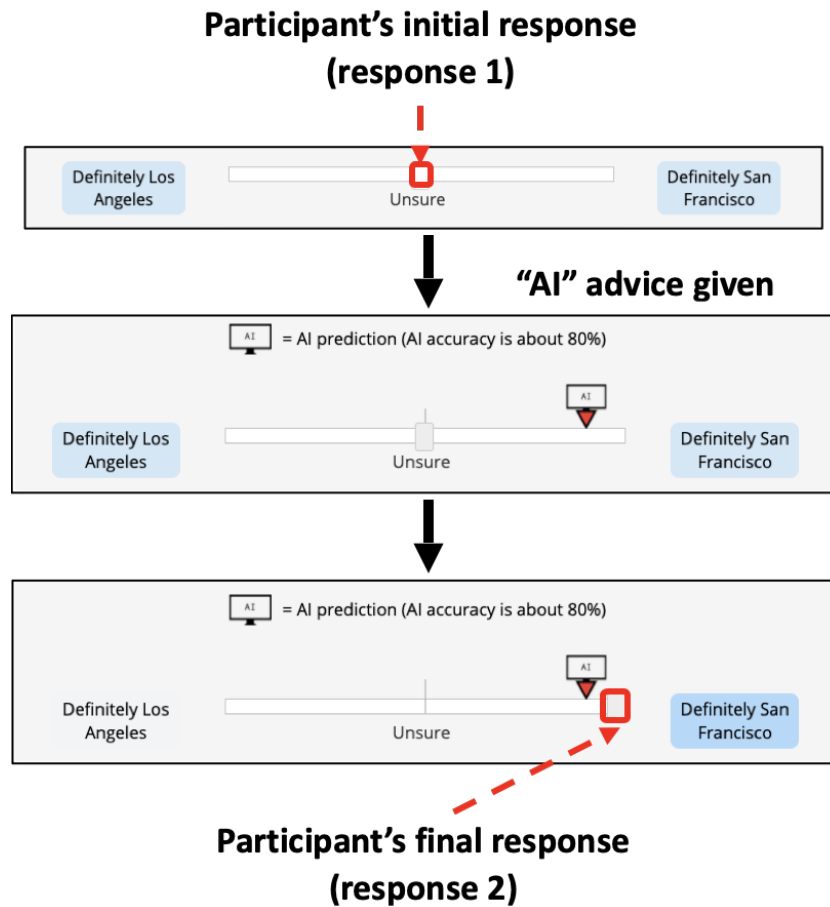 Participant’s initial response
(response 1)
Definitely Los
Angeles
Unsure
Definitely San
Francisco
“AI” advice given
AI = AI prediction (AI accuracy is about 80%)
AI
Definitely Los
Angeles
Unsure
Definitely San
Francisco
AI = AI prediction (AI accuracy is about 80%)
AI
Definitely Los
Angeles
Unsure
Definitely San
Francisco
Participant’s final response
(response 2)